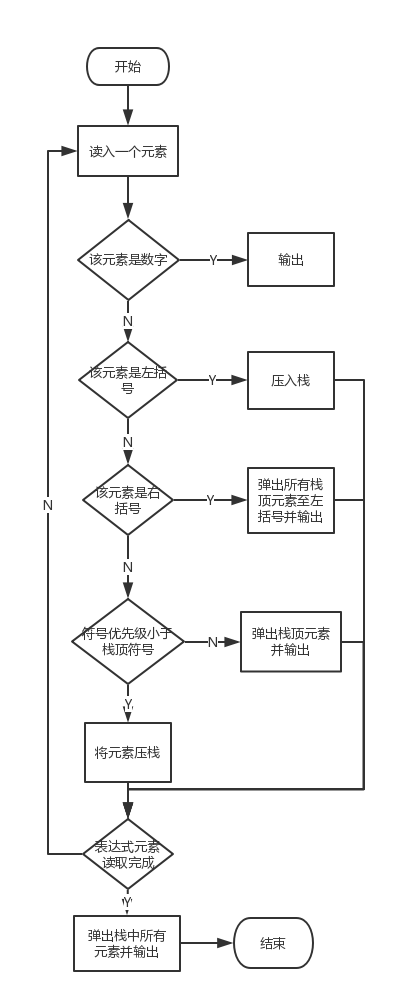 开始
读入一个元素
该元素是数字
Y
输出
N
该元素是左括
号
Y
压入栈
N
该元素是右
括号
Y
弹出所有栈
顶元素至左
括号并输出
N
N
符号优先级小于
栈顶符号
N
弹出栈顶元素
并输出
Y
将元素压栈
表达式元素
读取完成
Y
弹出栈中所有
元素并输出
结束